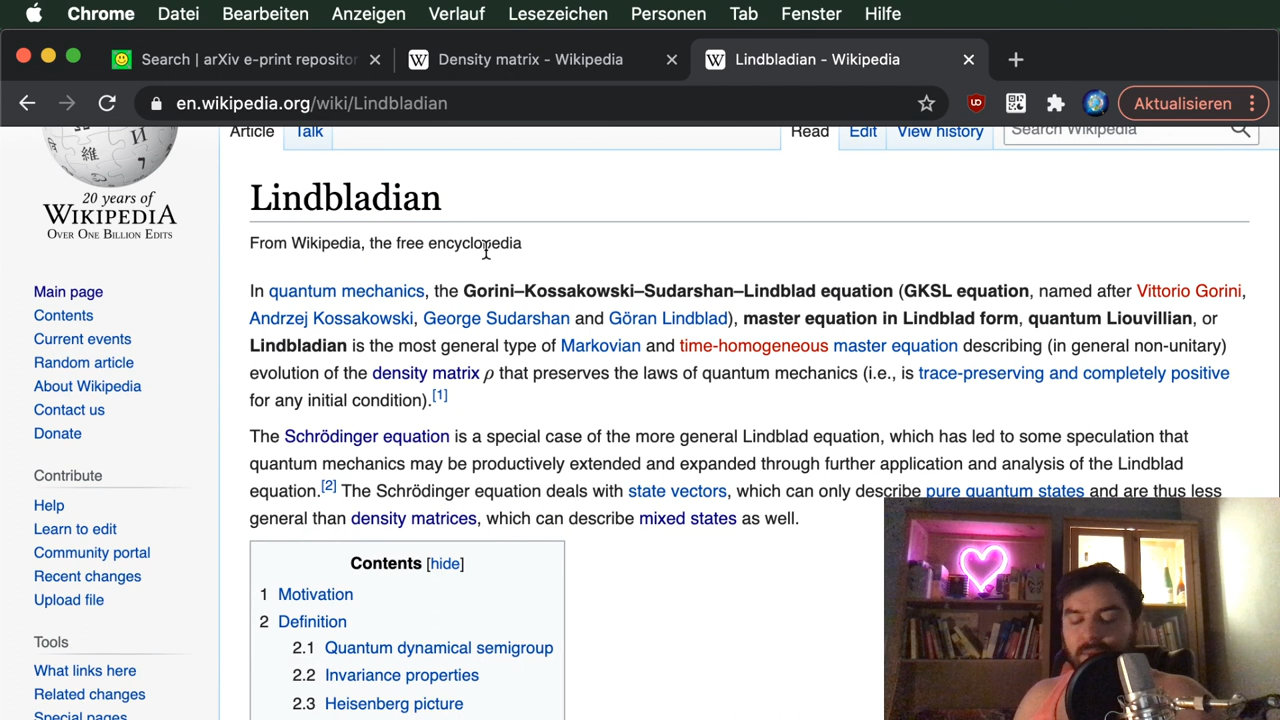 Chrome Datei Bearbeiten Anzeigen Verlauf Lesezeichen Personen Tab Fenster Hilfe
Search | arXiv e-print repositor
Density matrix - Wikipedia
Lindbladian - Wikipedia
en.wikipedia.org/wiki/Lindbladian
Aktualisieren
Article Talk
Read Edit View history
Search Wikipedia
20 years of
WIKIPEDIA
OVER ONE BILLION EDITS
Main page
Contents
Current events
Random article
About Wikipedia
Contact us
Donate
Contribute
Help
Learn to edit
Community portal
Recent changes
Upload file
Tools
What links here
Related changes
Special pages
Lindbladian
From Wikipedia, the free encyclopedia
In quantum mechanics, the Gorini–Kossakowski–Sudarshan–Lindblad equation (GKSL equation, named after Vittorio Gorini,
Andrzej Kossakowski, George Sudarshan and Göran Lindblad), master equation in Lindblad form, quantum Liouvillian, or
Lindbladian is the most general type of Markovian and time-homogeneous master equation describing (in general non-unitary)
evolution of the density matrix ρ that preserves the laws of quantum mechanics (i.e., is trace-preserving and completely positive
for any initial condition).[1]
The Schrödinger equation is a special case of the more general Lindblad equation, which has led to some speculation that
quantum mechanics may be productively extended and expanded through further application and analysis of the Lindblad
equation.[2] The Schrödinger equation deals with state vectors, which can only describe pure quantum states and are thus less
general than density matrices, which can describe mixed states as well.
Contents [hide]
1 Motivation
2 Definition
2.1 Quantum dynamical semigroup
2.2 Invariance properties
2.3 Heisenberg picture